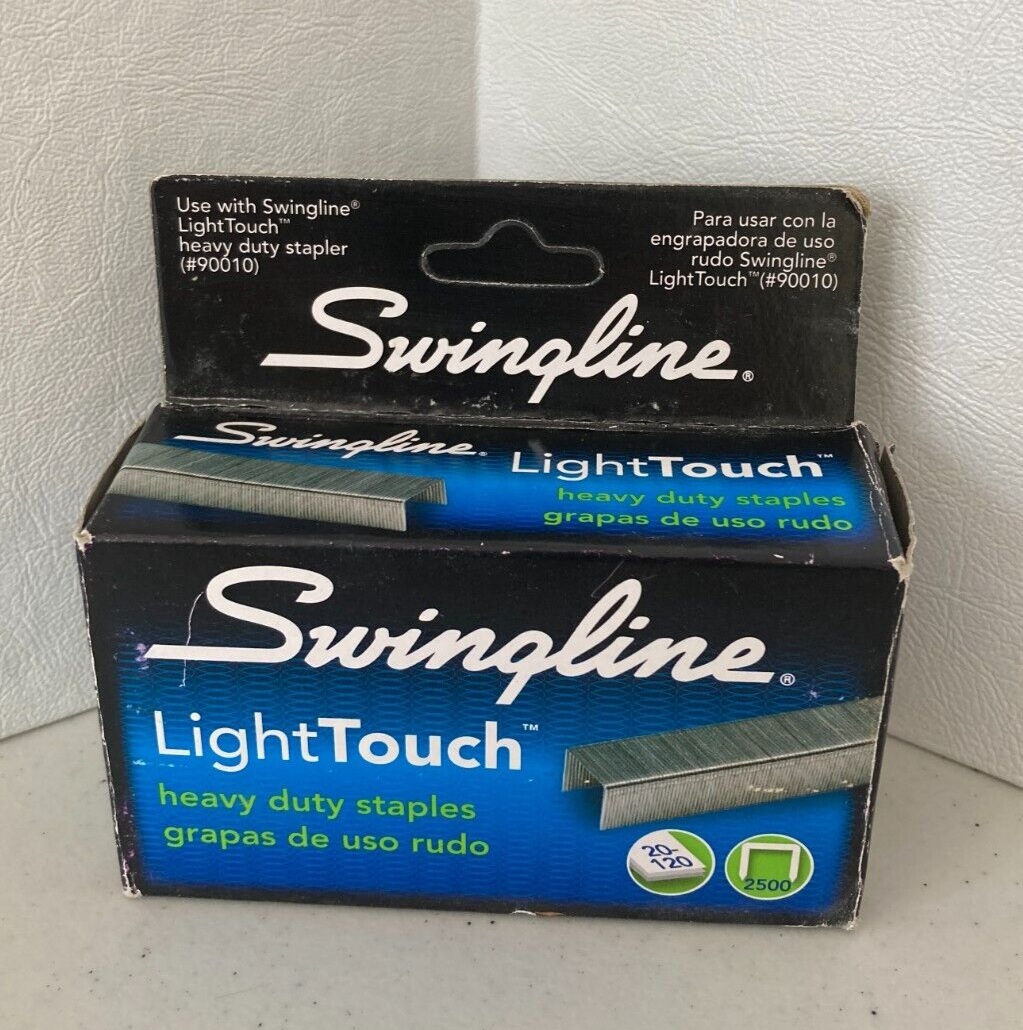 Use with Swingline®
LightTouch™
heavy duty stapler
(#90010)
Para usar con la
engrapadora de uso
rudo Swingline®
LightTouch™(#90010)
Swingline®
Swingline®
LightTouch™
heavy duty staples
grapas de uso rudo
Swingline®
LightTouch™
heavy duty staples
grapas de uso rudo
20-
120
2500